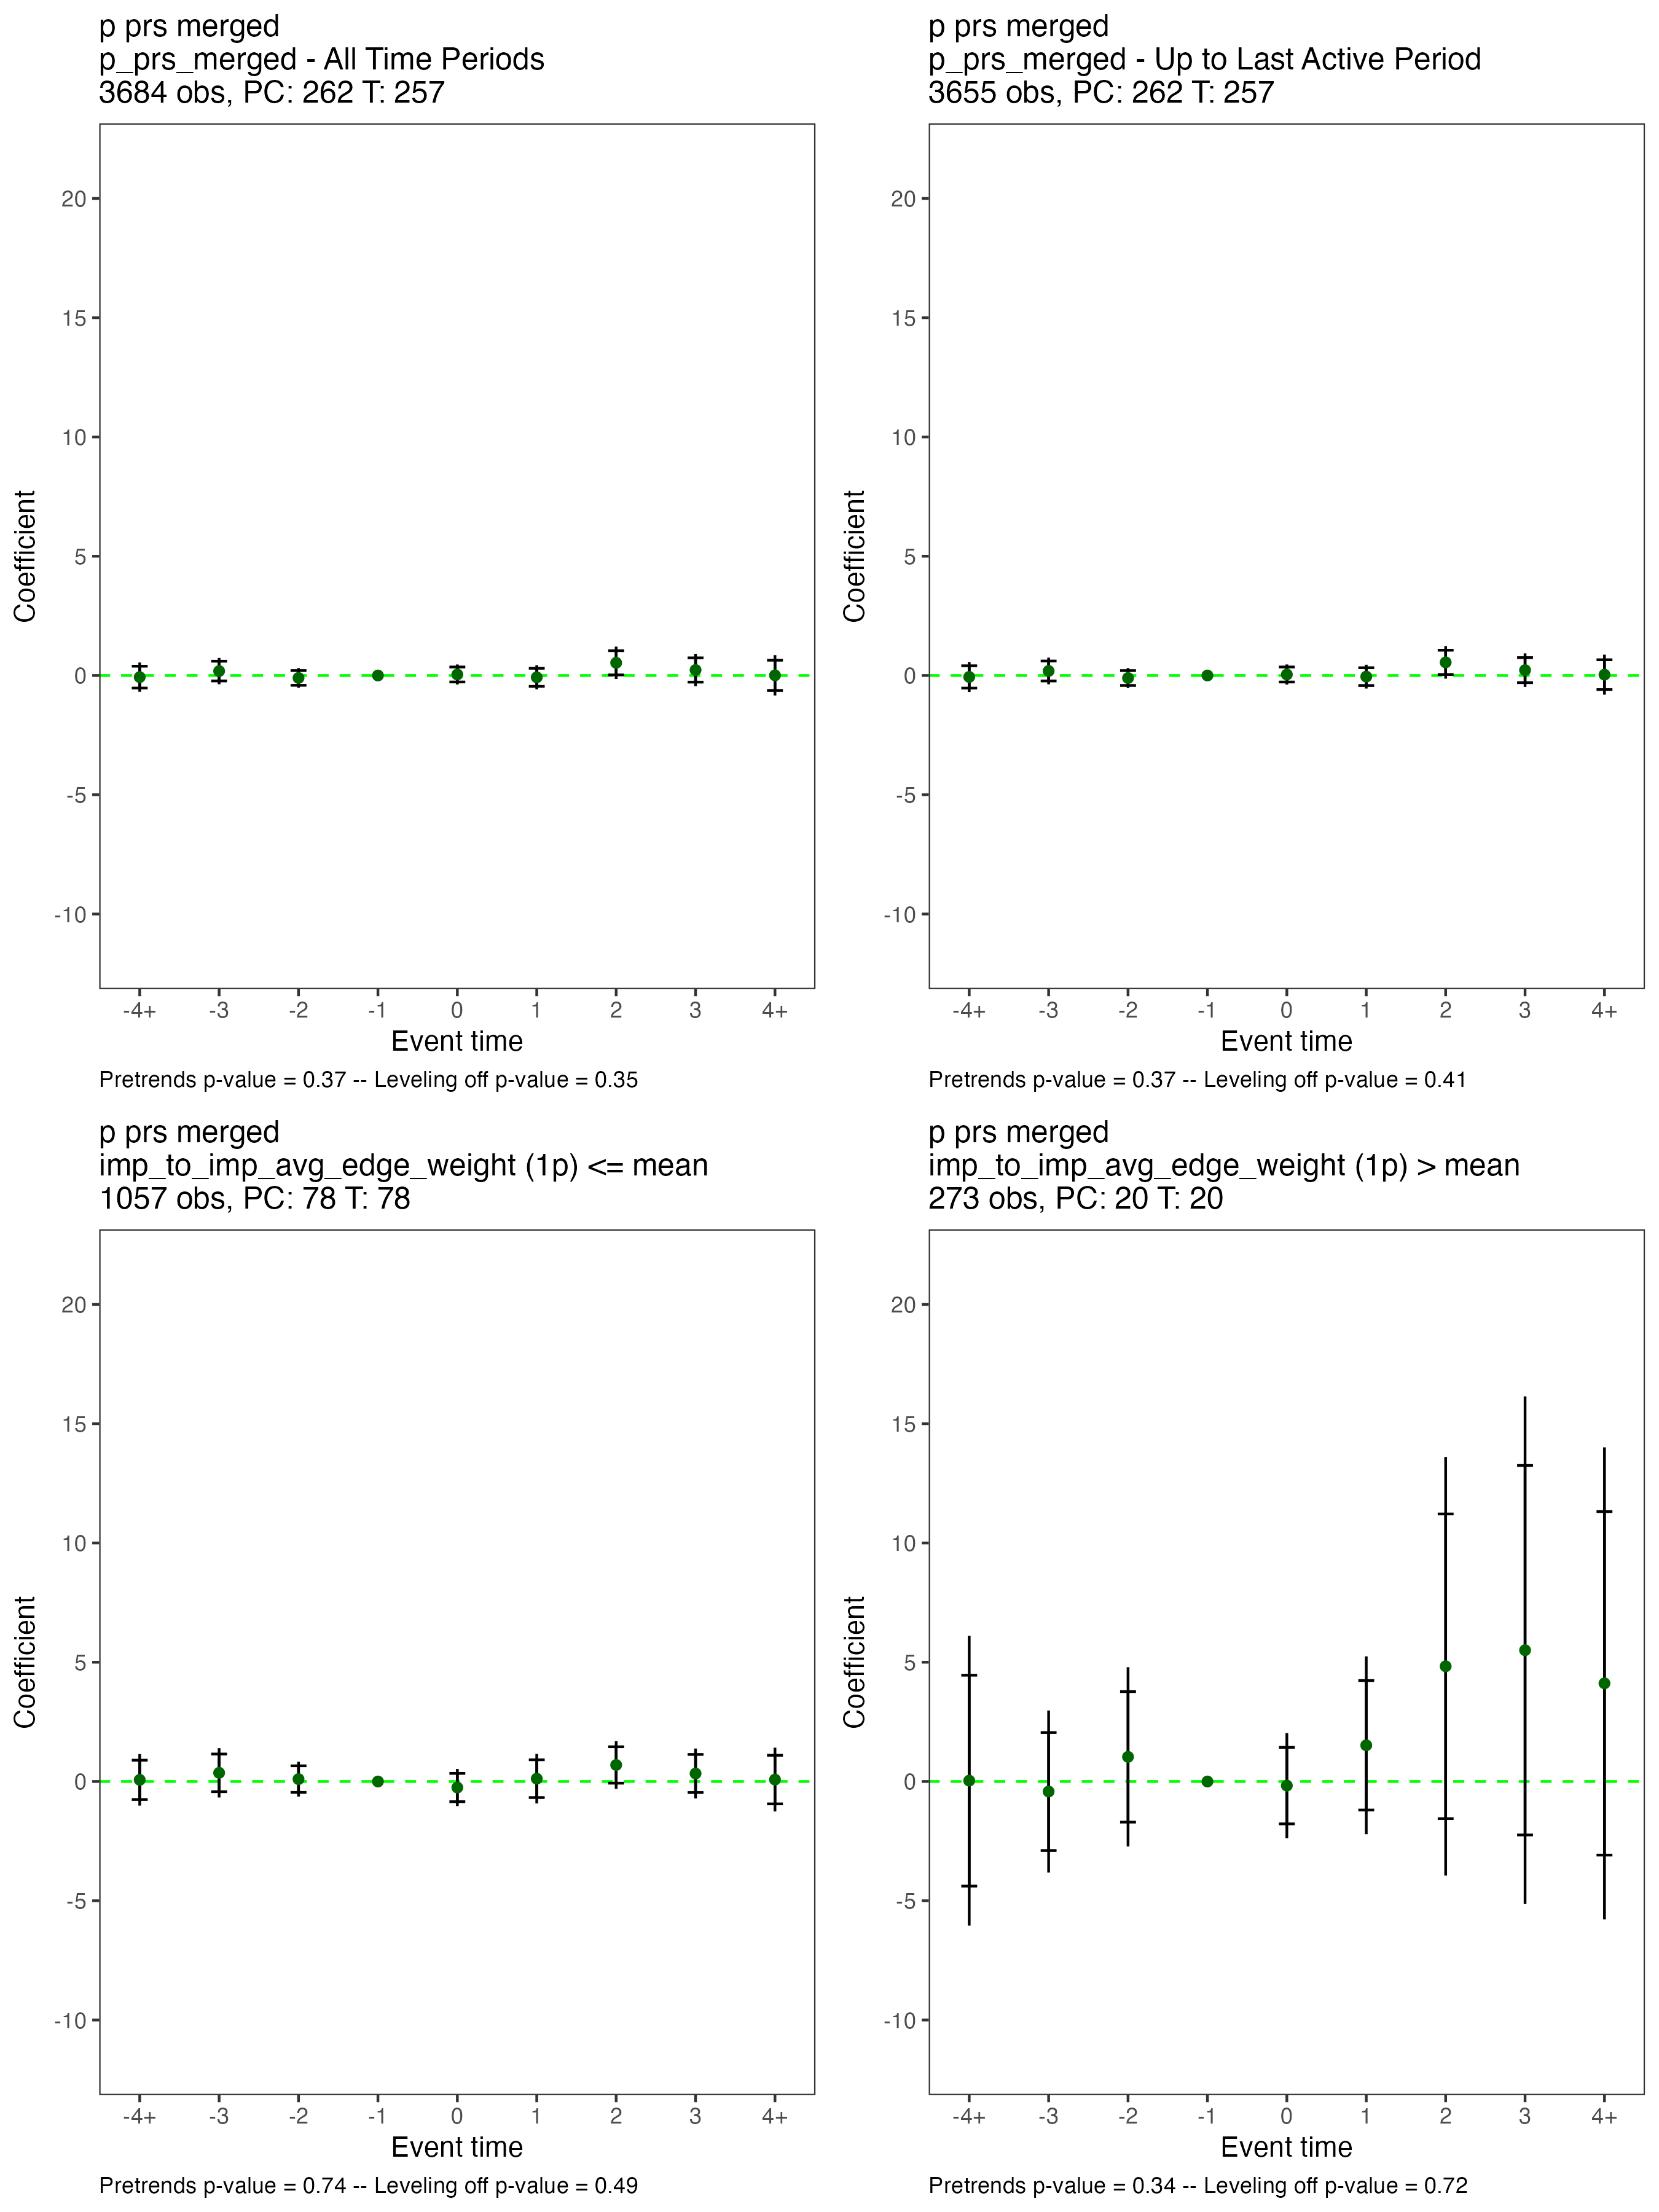 p prs merged
p_prs_merged - All Time Periods
3684 obs, PC: 262 T: 257
20
15
10
5
0
-5
-10
Coefficient
-4+ -3 -2 -1 0 1 2 3 4+
Event time
Pretrends p-value = 0.37 -- Leveling off p-value = 0.35
p prs merged
p_prs_merged - Up to Last Active Period
3655 obs, PC: 262 T: 257
20
15
10
5
0
-5
-10
Coefficient
-4+ -3 -2 -1 0 1 2 3 4+
Event time
Pretrends p-value = 0.37 -- Leveling off p-value = 0.41
p prs merged
imp_to_imp_avg_edge_weight (1p) <= mean
1057 obs, PC: 78 T: 78
20
15
10
5
0
-5
-10
Coefficient
-4+ -3 -2 -1 0 1 2 3 4+
Event time
Pretrends p-value = 0.74 -- Leveling off p-value = 0.49
p prs merged
imp_to_imp_avg_edge_weight (1p) > mean
273 obs, PC: 20 T: 20
20
15
10
5
0
-5
-10
Coefficient
-4+ -3 -2 -1 0 1 2 3 4+
Event time
Pretrends p-value = 0.34 -- Leveling off p-value = 0.72